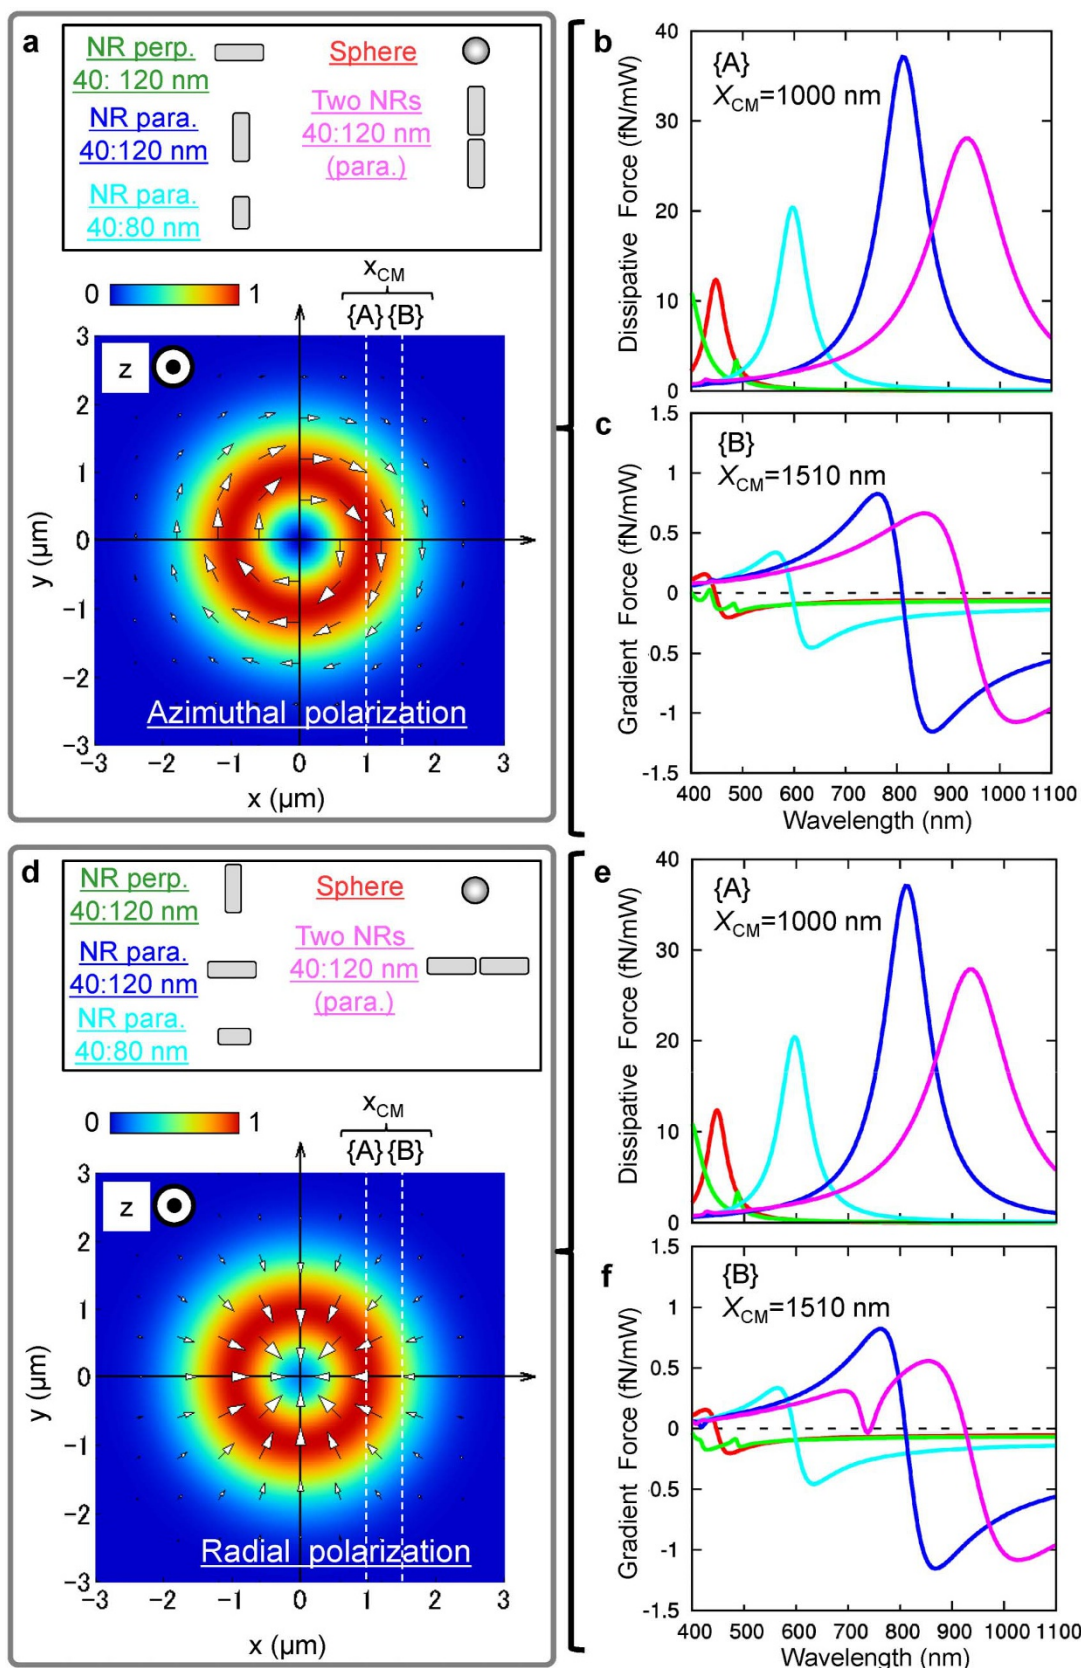 a
NR perp.
40: 120 nm
Sphere
NR para.
40:120 nm
Two NRs
40:120 nm
(para.)
NR para.
40:80 nm
0
1
xCM
{A} {B}
z
3
2
1
0
−1
−2
−3
y (μm)
Azimuthal polarization
−3 −2 −1 0 1 2 3
x (μm)
b
{A}
XCM=1000 nm
40
30
20
10
0
Dissipative Force (fN/mW)
c
{B}
XCM=1510 nm
1.5
1
0.5
0
-0.5
-1
-1.5
Gradient Force (fN/mW)
400 500 600 700 800 900 1000 1100
Wavelength (nm)
d
NR perp.
40:120 nm
Sphere
NR para.
40:120 nm
Two NRs
40:120 nm
(para.)
NR para.
40:80 nm
0
1
xCM
{A} {B}
z
3
2
1
0
−1
−2
−3
y (μm)
Radial polarization
−3 −2 −1 0 1 2 3
x (μm)
e
{A}
XCM=1000 nm
40
30
20
10
0
Dissipative Force (fN/mW)
f
{B}
XCM=1510 nm
1.5
1
0.5
0
-0.5
-1
-1.5
Gradient Force (fN/mW)
400 500 600 700 800 900 1000 1100
Wavelength (nm)